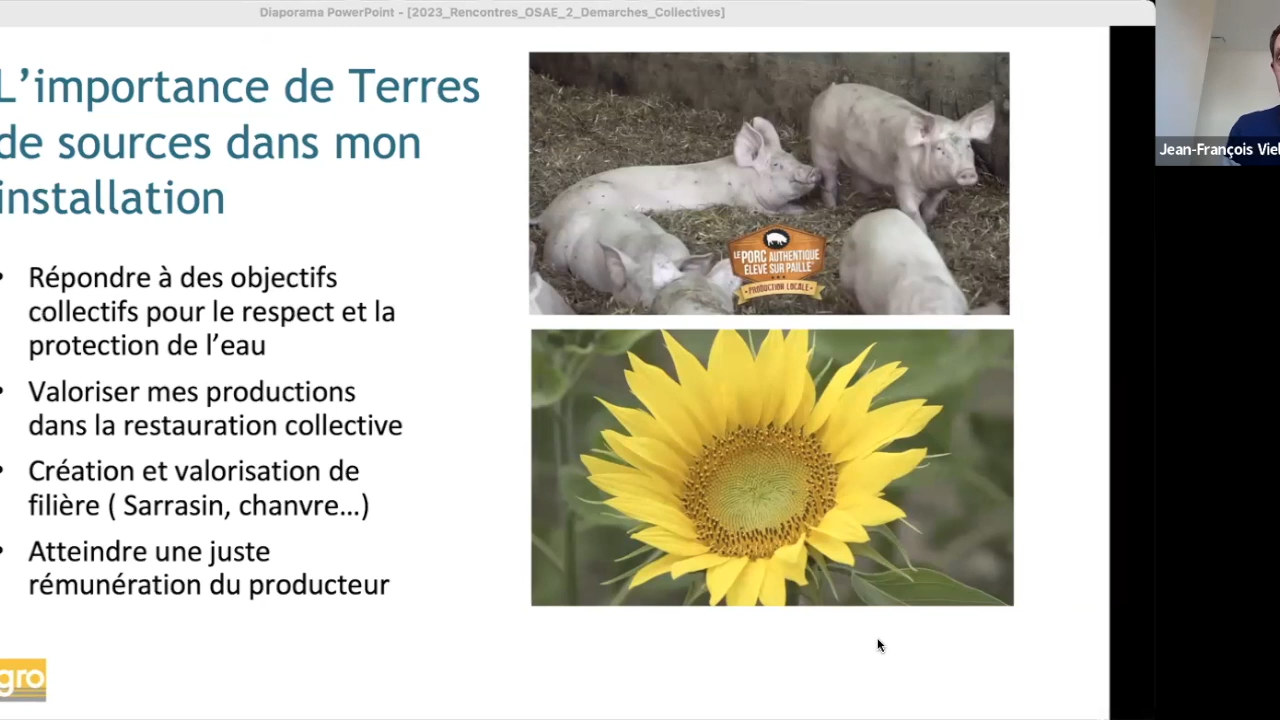 Diaporama PowerPoint - [2023_Rencontres_OSAE_2_Demarches_Collectives]
L’importance de Terres
de sources dans mon
installation
• Répondre à des objectifs
collectifs pour le respect et la
protection de l’eau
• Valoriser mes productions
dans la restauration collective
• Création et valorisation de
filière ( Sarrasin, chanvre…)
• Atteindre une juste
rémunération du producteur
LE PORC AUTHENTIQUE
ÉLEVÉ SUR PAILLE
PRODUCTION LOCALE
gro
Jean-François Viel